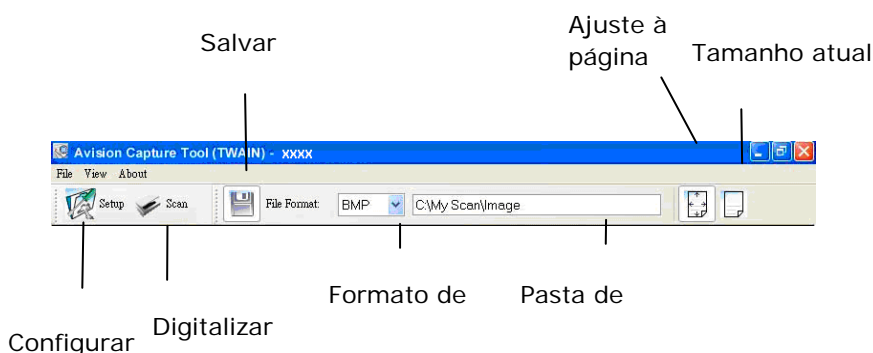 Salvar
Ajuste à
página
Tamanho atual
Avision Capture Tool (TWAIN) - xxxx
File View About
Setup Scan File Format: BMP C:\My Scan\Image
Formato de
Pasta de
Configurar
Digitalizar